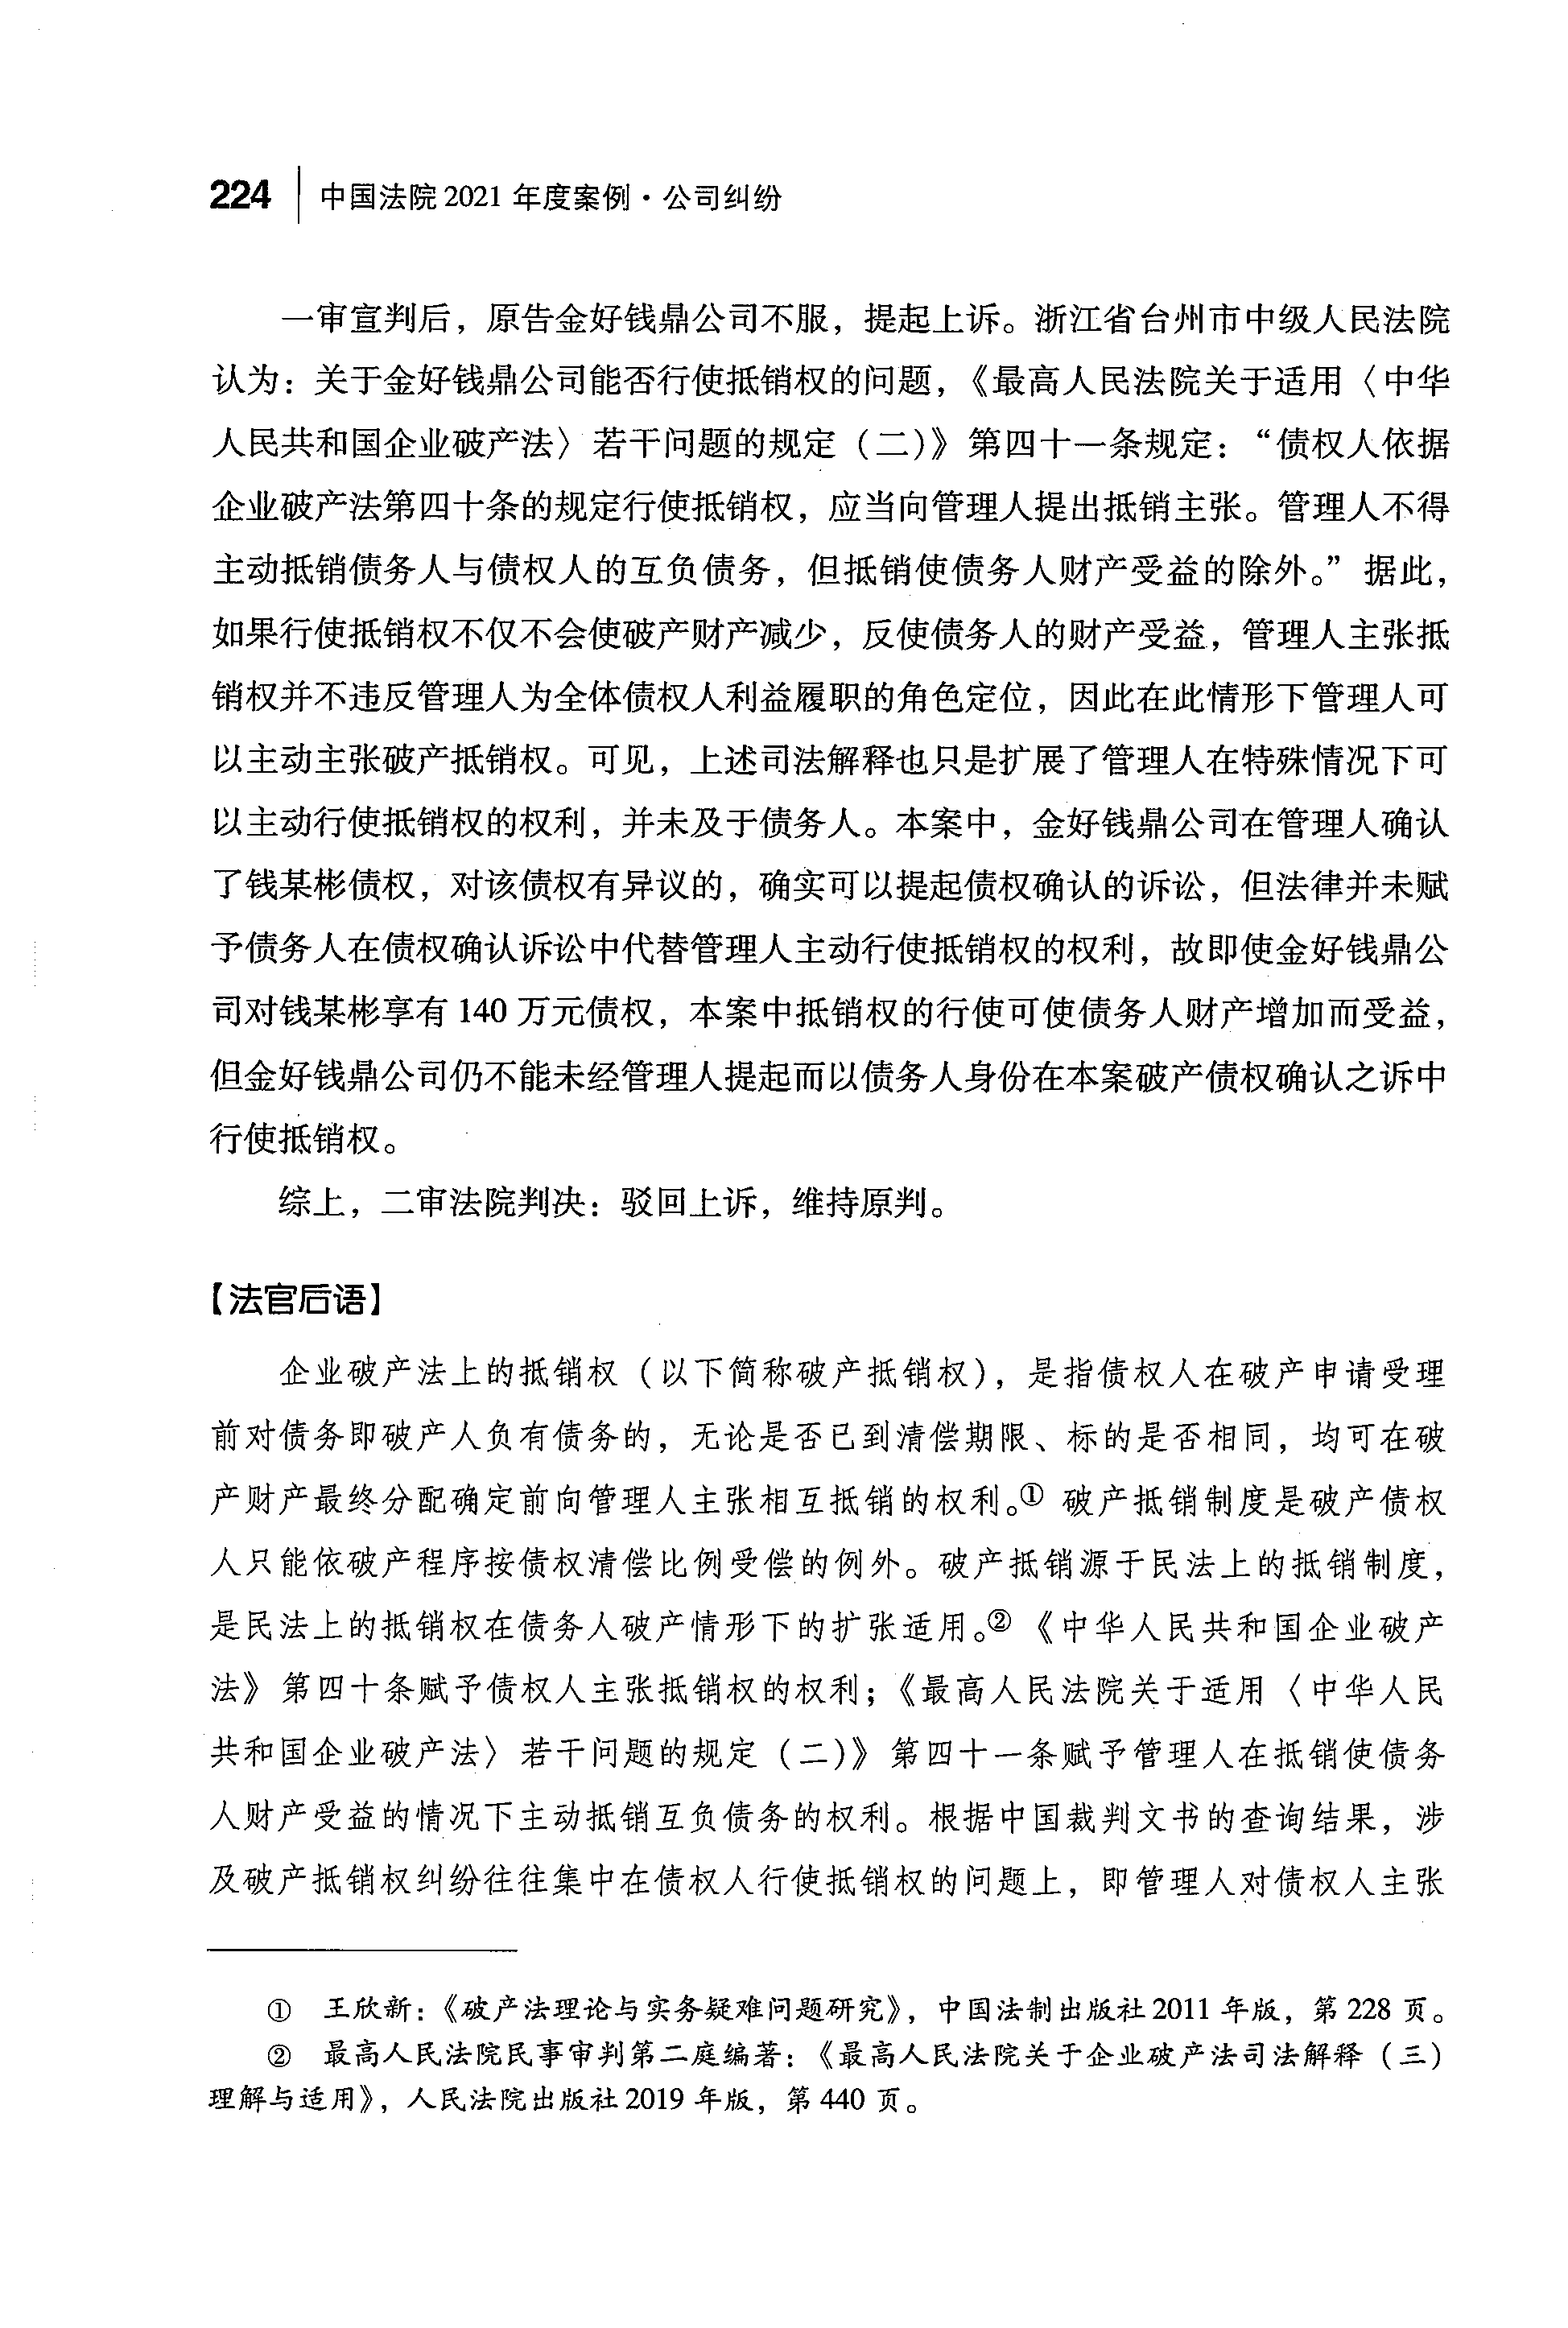 224 中国法院2021年度案例·公司纠纷
一审宣判后，原告金好钱鼎公司不服，提起上诉。浙江省台州市中级人民法院
认为：关于金好钱鼎公司能否行使抵销权的问题，《最高人民法院关于适用〈中华
人民共和国企业破产法〉若干问题的规定（二）》第四十一条规定：“债权人依据
企业破产法第四十条的规定行使抵销权，应当向管理人提出抵销主张。管理人不得
主动抵销债务人与债权人的互负债务，但抵销使债务人财产受益的除外。”据此，
如果行使抵销权不仅不会使破产财产减少，反使债务人的财产受益，管理人主张抵
销权并不违反管理人为全体债权人利益履职的角色定位，因此在此情形下管理人可
以主动主张破产抵销权。可见，上述司法解释也只是扩展了管理人在特殊情况下可
以主动行使抵销权的权利，并未及于债务人。本案中，金好钱鼎公司在管理人确认
了钱某彬债权，对该债权有异议的，确实可以提起债权确认的诉讼，但法律并未赋
予债务人在债权确认诉讼中代替管理人主动行使抵销权的权利，故即使金好钱鼎公
司对钱某彬享有140万元债权，本案中抵销权的行使可使债务人财产增加而受益，
但金好钱鼎公司仍不能未经管理人提起而以债务人身份在本案破产债权确认之诉中
行使抵销权。
综上，二审法院判决：驳回上诉，维持原判。
【法官后语】
企业破产法上的抵销权（以下简称破产抵销权），是指债权人在破产申请受理
前对债务即破产人负有债务的，无论是否已到清偿期限、标的是否相同，均可在破
产财产最终分配确定前向管理人主张相互抵销的权利。① 破产抵销制度是破产债权
人只能依破产程序按债权清偿比例受偿的例外。破产抵销源于民法上的抵销制度，
是民法上的抵销权在债务人破产情形下的扩张适用。② 《中华人民共和国企业破产
法》第四十条赋予债权人主张抵销权的权利；《最高人民法院关于适用〈中华人民
共和国企业破产法〉若干问题的规定（二）》第四十一条赋予管理人在抵销使债务
人财产受益的情况下主动抵销互负债务的权利。根据中国裁判文书的查询结果，涉
及破产抵销权纠纷往往集中在债权人行使抵销权的问题上，即管理人对债权人主张
① 王欣新：《破产法理论与实务疑难问题研究》，中国法制出版社2011年版，第228页。
② 最高人民法院民事审判第二庭编著：《最高人民法院关于企业破产法司法解释（三）
理解与适用》，人民法院出版社2019年版，第440页。